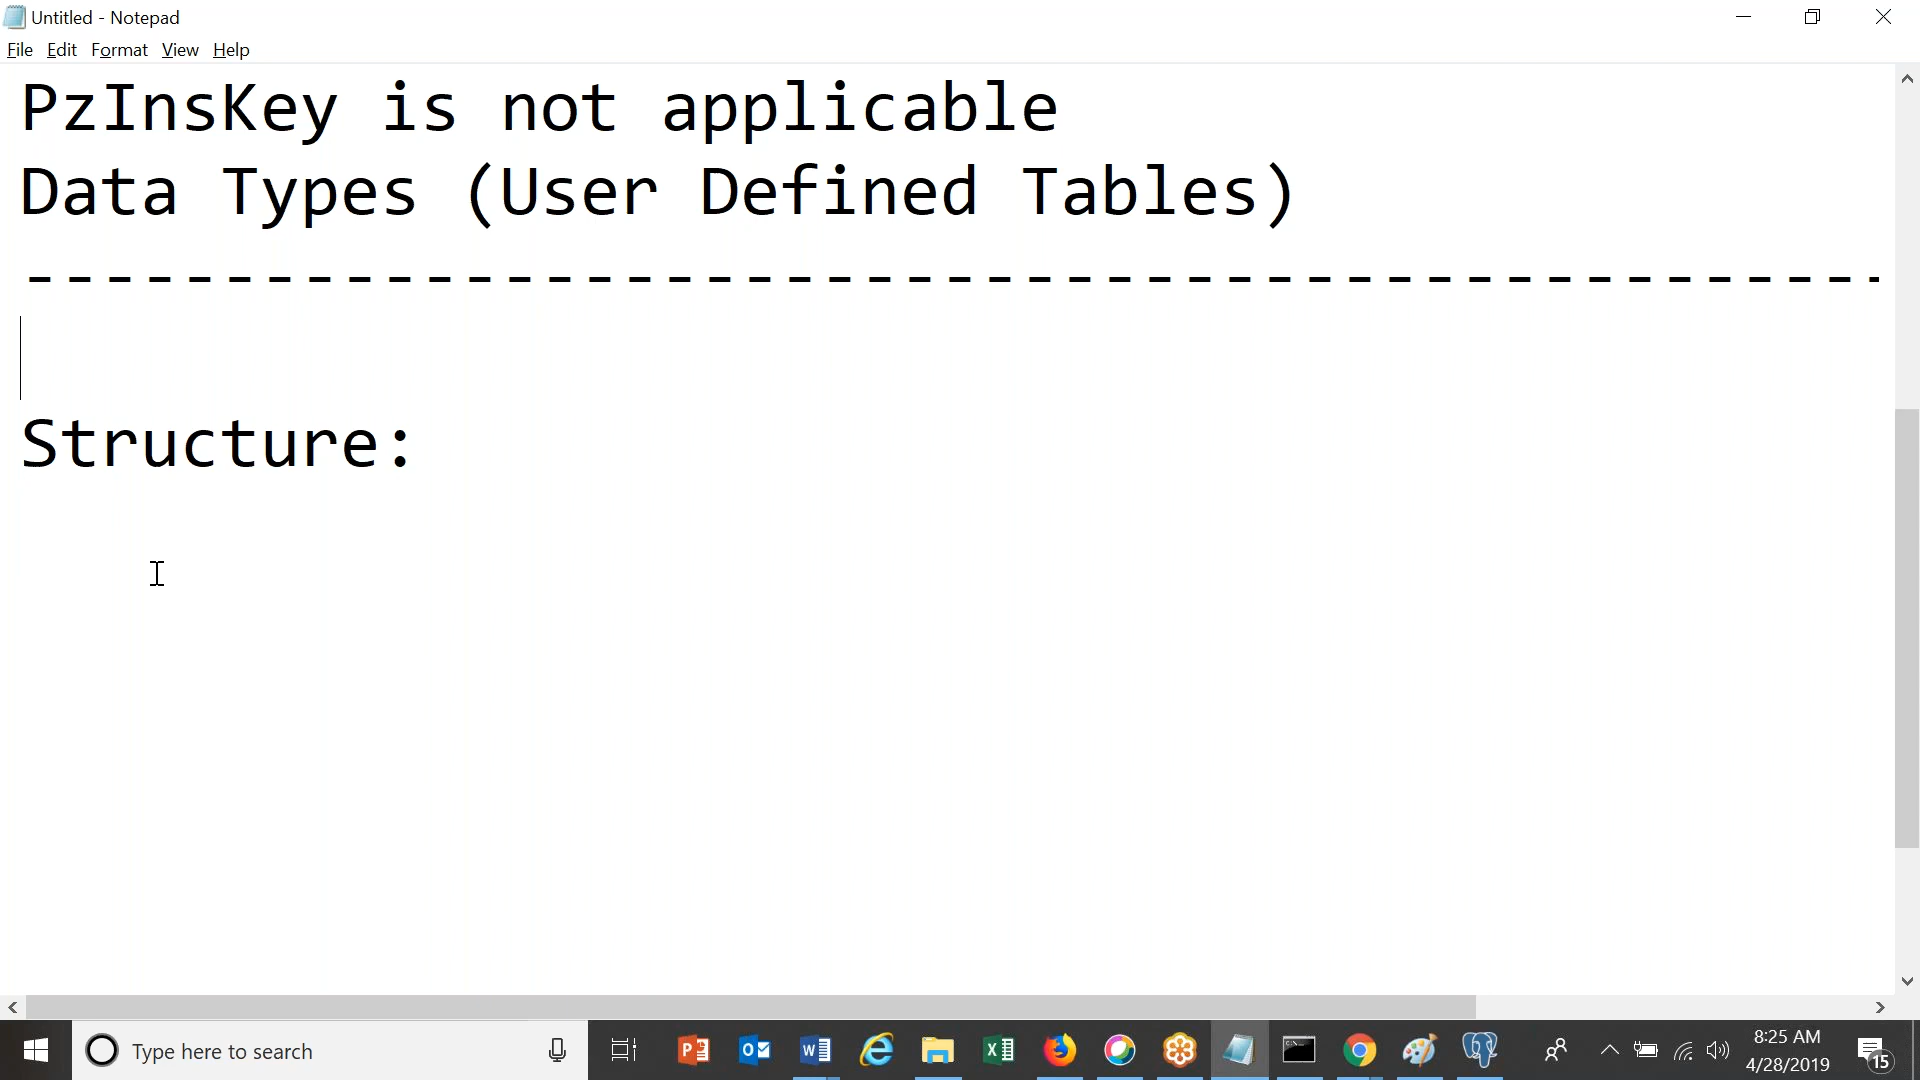 Untitled - Notepad
File Edit Format View Help
PzInsKey is not applicable
Data Types (User Defined Tables)
-----------------------------------------------
Structure:
Type here to search
8:25 AM
4/28/2019
15